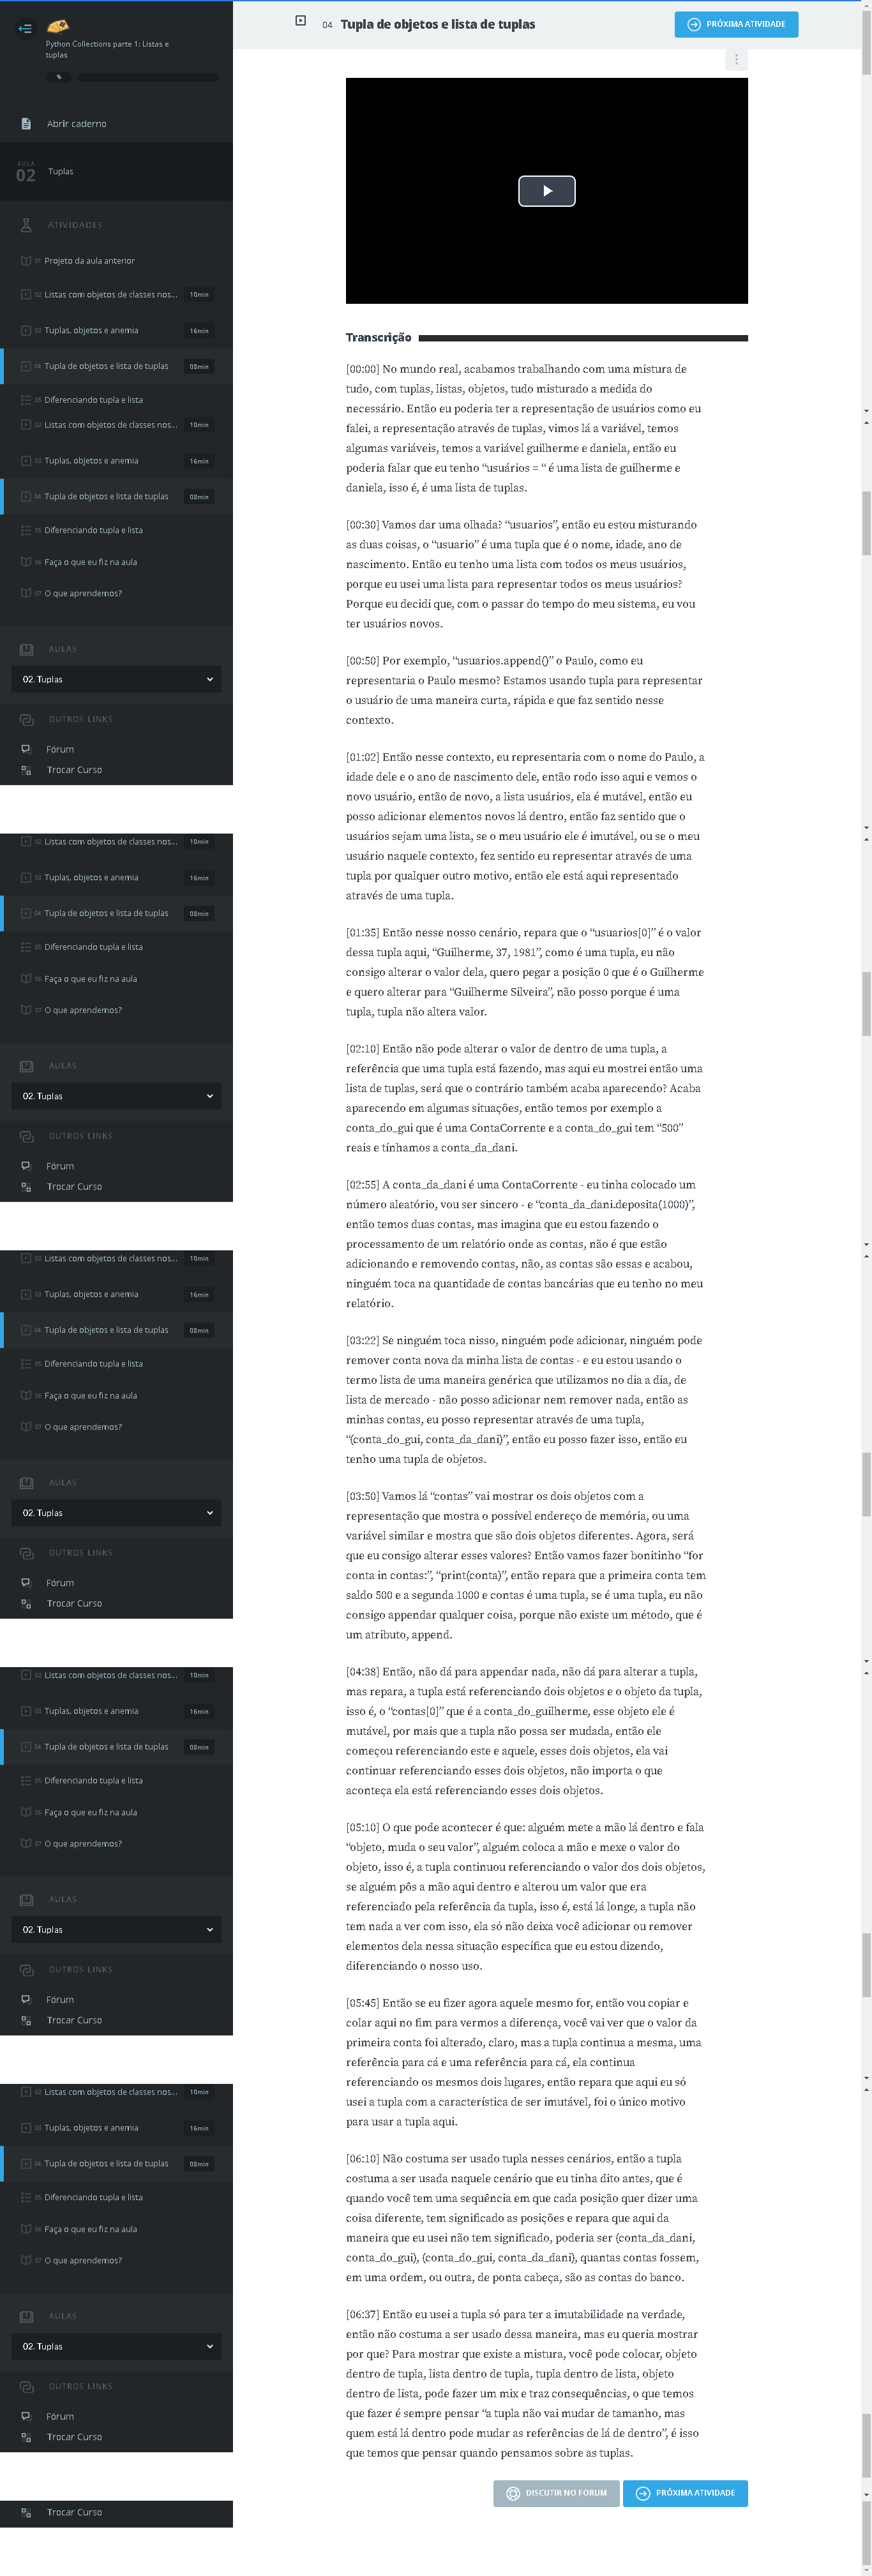 Python Collections parte 1: Listas e
tuplas
Abrir caderno
AULA
02
Tuplas
ATIVIDADES
01 Projeto da aula anterior
02 Listas com objetos de classes nos... 10min
03 Tuplas, objetos e anemia 16min
04 Tupla de objetos e lista de tuplas 08min
05 Diferenciando tupla e lista
02 Listas com objetos de classes nos... 10min
03 Tuplas, objetos e anemia 16min
04 Tupla de objetos e lista de tuplas 08min
05 Diferenciando tupla e lista
06 Faça o que eu fiz na aula
07 O que aprendemos?
AULAS
02. Tuplas
OUTROS LINKS
Fórum
Trocar Curso
02 Listas com objetos de classes nos... 10min
03 Tuplas, objetos e anemia 16min
04 Tupla de objetos e lista de tuplas 08min
05 Diferenciando tupla e lista
06 Faça o que eu fiz na aula
07 O que aprendemos?
AULAS
02. Tuplas
OUTROS LINKS
Fórum
Trocar Curso
02 Listas com objetos de classes nos... 10min
03 Tuplas, objetos e anemia 16min
04 Tupla de objetos e lista de tuplas 08min
05 Diferenciando tupla e lista
06 Faça o que eu fiz na aula
07 O que aprendemos?
AULAS
02. Tuplas
OUTROS LINKS
Fórum
Trocar Curso
02 Listas com objetos de classes nos... 10min
03 Tuplas, objetos e anemia 16min
04 Tupla de objetos e lista de tuplas 08min
05 Diferenciando tupla e lista
06 Faça o que eu fiz na aula
07 O que aprendemos?
AULAS
02. Tuplas
OUTROS LINKS
Fórum
Trocar Curso
02 Listas com objetos de classes nos... 10min
03 Tuplas, objetos e anemia 16min
04 Tupla de objetos e lista de tuplas 08min
05 Diferenciando tupla e lista
06 Faça o que eu fiz na aula
07 O que aprendemos?
AULAS
02. Tuplas
OUTROS LINKS
Fórum
Trocar Curso
Trocar Curso
04 Tupla de objetos e lista de tuplas
PRÓXIMA ATIVIDADE
Transcrição
[00:00] No mundo real, acabamos trabalhando com uma mistura de
tudo, com tuplas, listas, objetos, tudo misturado a medida do
necessário. Então eu poderia ter a representação de usuários como eu
falei, a representação através de tuplas, vimos lá a variável, temos
algumas variáveis, temos a variável guilherme e daniela, então eu
poderia falar que eu tenho “usuários = “ é uma lista de guilherme e
daniela, isso é, é uma lista de tuplas.
[00:30] Vamos dar uma olhada? “usuarios”, então eu estou misturando
as duas coisas, o “usuario” é uma tupla que é o nome, idade, ano de
nascimento. Então eu tenho uma lista com todos os meus usuários,
porque eu usei uma lista para representar todos os meus usuários?
Porque eu decidi que, com o passar do tempo do meu sistema, eu vou
ter usuários novos.
[00:50] Por exemplo, “usuarios.append()” o Paulo, como eu
representaria o Paulo mesmo? Estamos usando tupla para representar
o usuário de uma maneira curta, rápida e que faz sentido nesse
contexto.
[01:02] Então nesse contexto, eu representaria com o nome do Paulo, a
idade dele e o ano de nascimento dele, então rodo isso aqui e vemos o
novo usuário, então de novo, a lista usuários, ela é mutável, então eu
posso adicionar elementos novos lá dentro, então faz sentido que o
usuários sejam uma lista, se o meu usuário ele é imutável, ou se o meu
usuário naquele contexto, fez sentido eu representar através de uma
tupla por qualquer outro motivo, então ele está aqui representado
através de uma tupla.
[01:35] Então nesse nosso cenário, repara que o “usuarios[0]” é o valor
dessa tupla aqui, “Guilherme, 37, 1981”, como é uma tupla, eu não
consigo alterar o valor dela, quero pegar a posição 0 que é o Guilherme
e quero alterar para “Guilherme Silveira”, não posso porque é uma
tupla, tupla não altera valor.
[02:10] Então não pode alterar o valor de dentro de uma tupla, a
referência que uma tupla está fazendo, mas aqui eu mostrei então uma
lista de tuplas, será que o contrário também acaba aparecendo? Acaba
aparecendo em algumas situações, então temos por exemplo a
conta_do_gui que é uma ContaCorrente e a conta_do_gui tem “500”
reais e tínhamos a conta_da_dani.
[02:55] A conta_da_dani é uma ContaCorrente - eu tinha colocado um
número aleatório, vou ser sincero - e “conta_da_dani.deposita(1000)”,
então temos duas contas, mas imagina que eu estou fazendo o
processamento de um relatório onde as contas, não é que estão
adicionando e removendo contas, não, as contas são essas e acabou,
ninguém toca na quantidade de contas bancárias que eu tenho no meu
relatório.
[03:22] Se ninguém toca nisso, ninguém pode adicionar, ninguém pode
remover conta nova da minha lista de contas - e eu estou usando o
termo lista de uma maneira genérica que utilizamos no dia a dia, de
lista de mercado - não posso adicionar nem remover nada, então as
minhas contas, eu posso representar através de uma tupla,
“(conta_do_gui, conta_da_dani)”, então eu posso fazer isso, então eu
tenho uma tupla de objetos.
[03:50] Vamos lá “contas” vai mostrar os dois objetos com a
representação que mostra o possível endereço de memória, ou uma
variável similar e mostra que são dois objetos diferentes. Agora, será
que eu consigo alterar esses valores? Então vamos fazer bonitinho “for
conta in contas:”, “print(conta)”, então repara que a primeira conta tem
saldo 500 e a segunda 1000 e contas é uma tupla, se é uma tupla, eu não
consigo appendar qualquer coisa, porque não existe um método, que é
um atributo, append.
[04:38] Então, não dá para appendar nada, não dá para alterar a tupla,
mas repara, a tupla está referenciando dois objetos e o objeto da tupla,
isso é, o “contas[0]” que é a conta_do_guilherme, esse objeto ele é
mutável, por mais que a tupla não possa ser mudada, então ele
começou referenciando este e aquele, esses dois objetos, ela vai
continuar referenciando esses dois objetos, não importa o que
aconteça ela está referenciando esses dois objetos.
[05:10] O que pode acontecer é que: alguém mete a mão lá dentro e fala
“objeto, muda o seu valor”, alguém coloca a mão e mexe o valor do
objeto, isso é, a tupla continuou referenciando o valor dos dois objetos,
se alguém pôs a mão aqui dentro e alterou um valor que era
referenciado pela referência da tupla, isso é, está lá longe, a tupla não
tem nada a ver com isso, ela só não deixa você adicionar ou remover
elementos dela nessa situação específica que eu estou dizendo,
diferenciando o nosso uso.
[05:45] Então se eu fizer agora aquele mesmo for, então vou copiar e
colar aqui no fim para vermos a diferença, você vai ver que o valor da
primeira conta foi alterado, claro, mas a tupla continua a mesma, uma
referência para cá e uma referência para cá, ela continua
referenciando os mesmos dois lugares, então repara que aqui eu só
usei a tupla com a característica de ser imutável, foi o único motivo
para usar a tupla aqui.
[06:10] Não costuma ser usado tupla nesses cenários, então a tupla
costuma a ser usada naquele cenário que eu tinha dito antes, que é
quando você tem uma sequência em que cada posição quer dizer uma
coisa diferente, tem significado as posições e repara que aqui da
maneira que eu usei não tem significado, poderia ser (conta_da_dani,
conta_do_gui), (conta_do_gui, conta_da_dani), quantas contas fossem,
em uma ordem, ou outra, de ponta cabeça, são as contas do banco.
[06:37] Então eu usei a tupla só para ter a imutabilidade na verdade,
então não costuma a ser usado dessa maneira, mas eu queria mostrar
por que? Para mostrar que existe a mistura, você pode colocar, objeto
dentro de tupla, lista dentro de tupla, tupla dentro de lista, objeto
dentro de lista, pode fazer um mix e traz consequências, o que temos
que fazer é sempre pensar “a tupla não vai mudar de tamanho, mas
quem está lá dentro pode mudar as referências de lá de dentro”, é isso
que temos que pensar quando pensamos sobre as tuplas.
DISCUTIR NO FORUM
PRÓXIMA ATIVIDADE